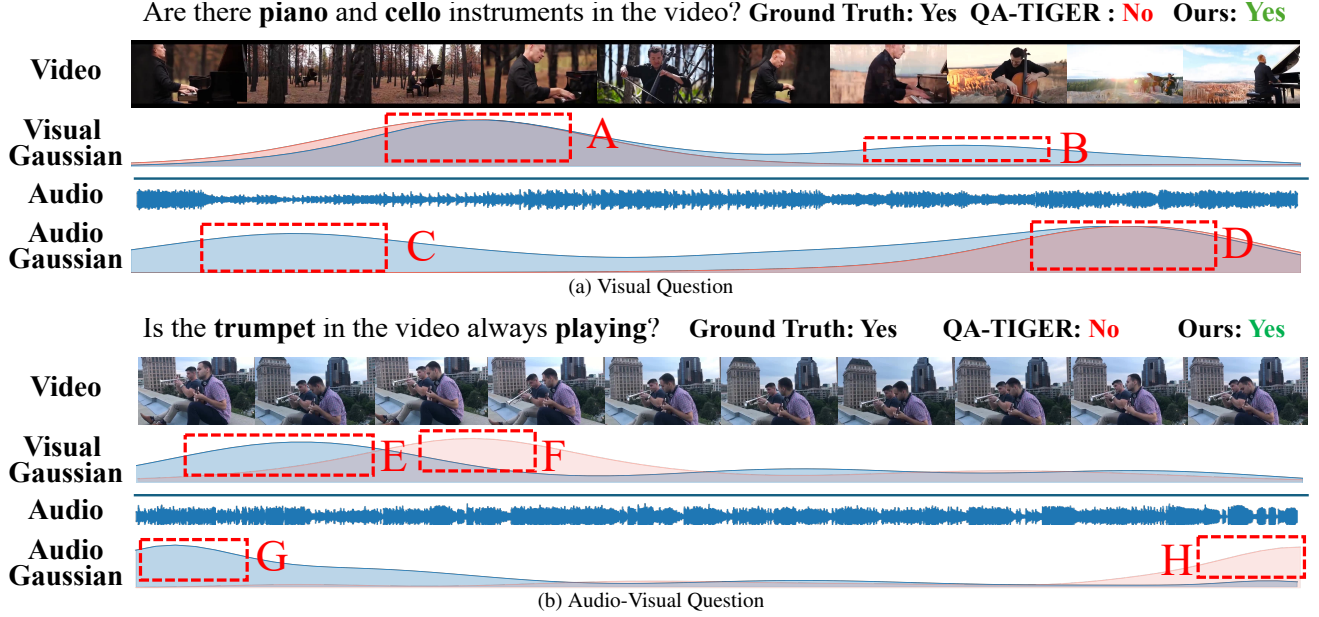 Are there piano and cello instruments in the video? Ground Truth: Yes QA-TIGER : No Ours: Yes
Video
Visual
Gaussian
A
B
Audio
Audio
Gaussian
C
D
(a) Visual Question
Is the trumpet in the video always playing? Ground Truth: Yes QA-TIGER: No Ours: Yes
Video
Visual
Gaussian
E
F
Audio
Audio
Gaussian
G
H
(b) Audio-Visual Question